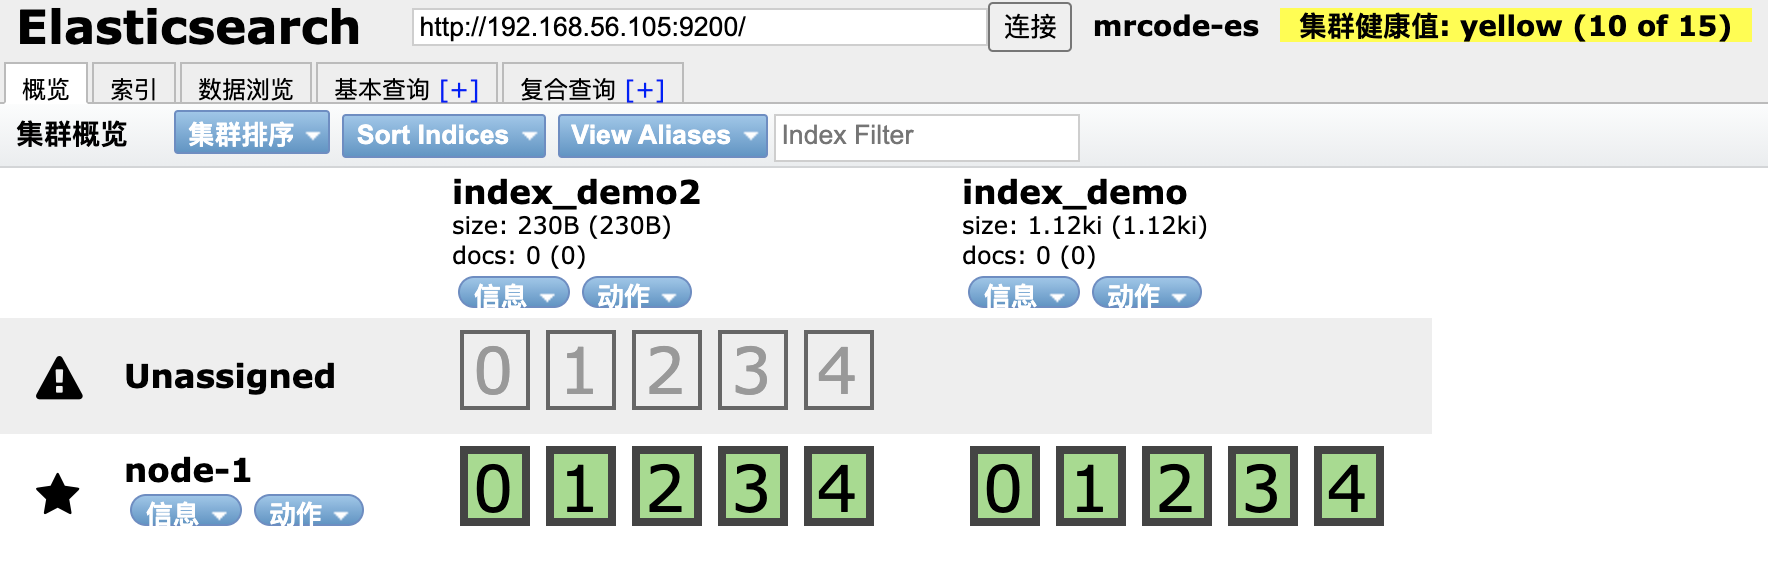 Elasticsearch http://192.168.56.105:9200/ 连接 mrcode-es 集群健康值: yellow (10 of 15)
概览 索引 数据浏览 基本查询 [+] 复合查询 [+]
集群概览 集群排序 Sort Indices View Aliases Index Filter
index_demo2 index_demo
size: 230B (230B) size: 1.12ki (1.12ki)
docs: 0 (0) docs: 0 (0)
信息 动作 信息 动作
Unassigned 0 1 2 3 4
node-1 0 1 2 3 4 0 1 2 3 4
信息 动作